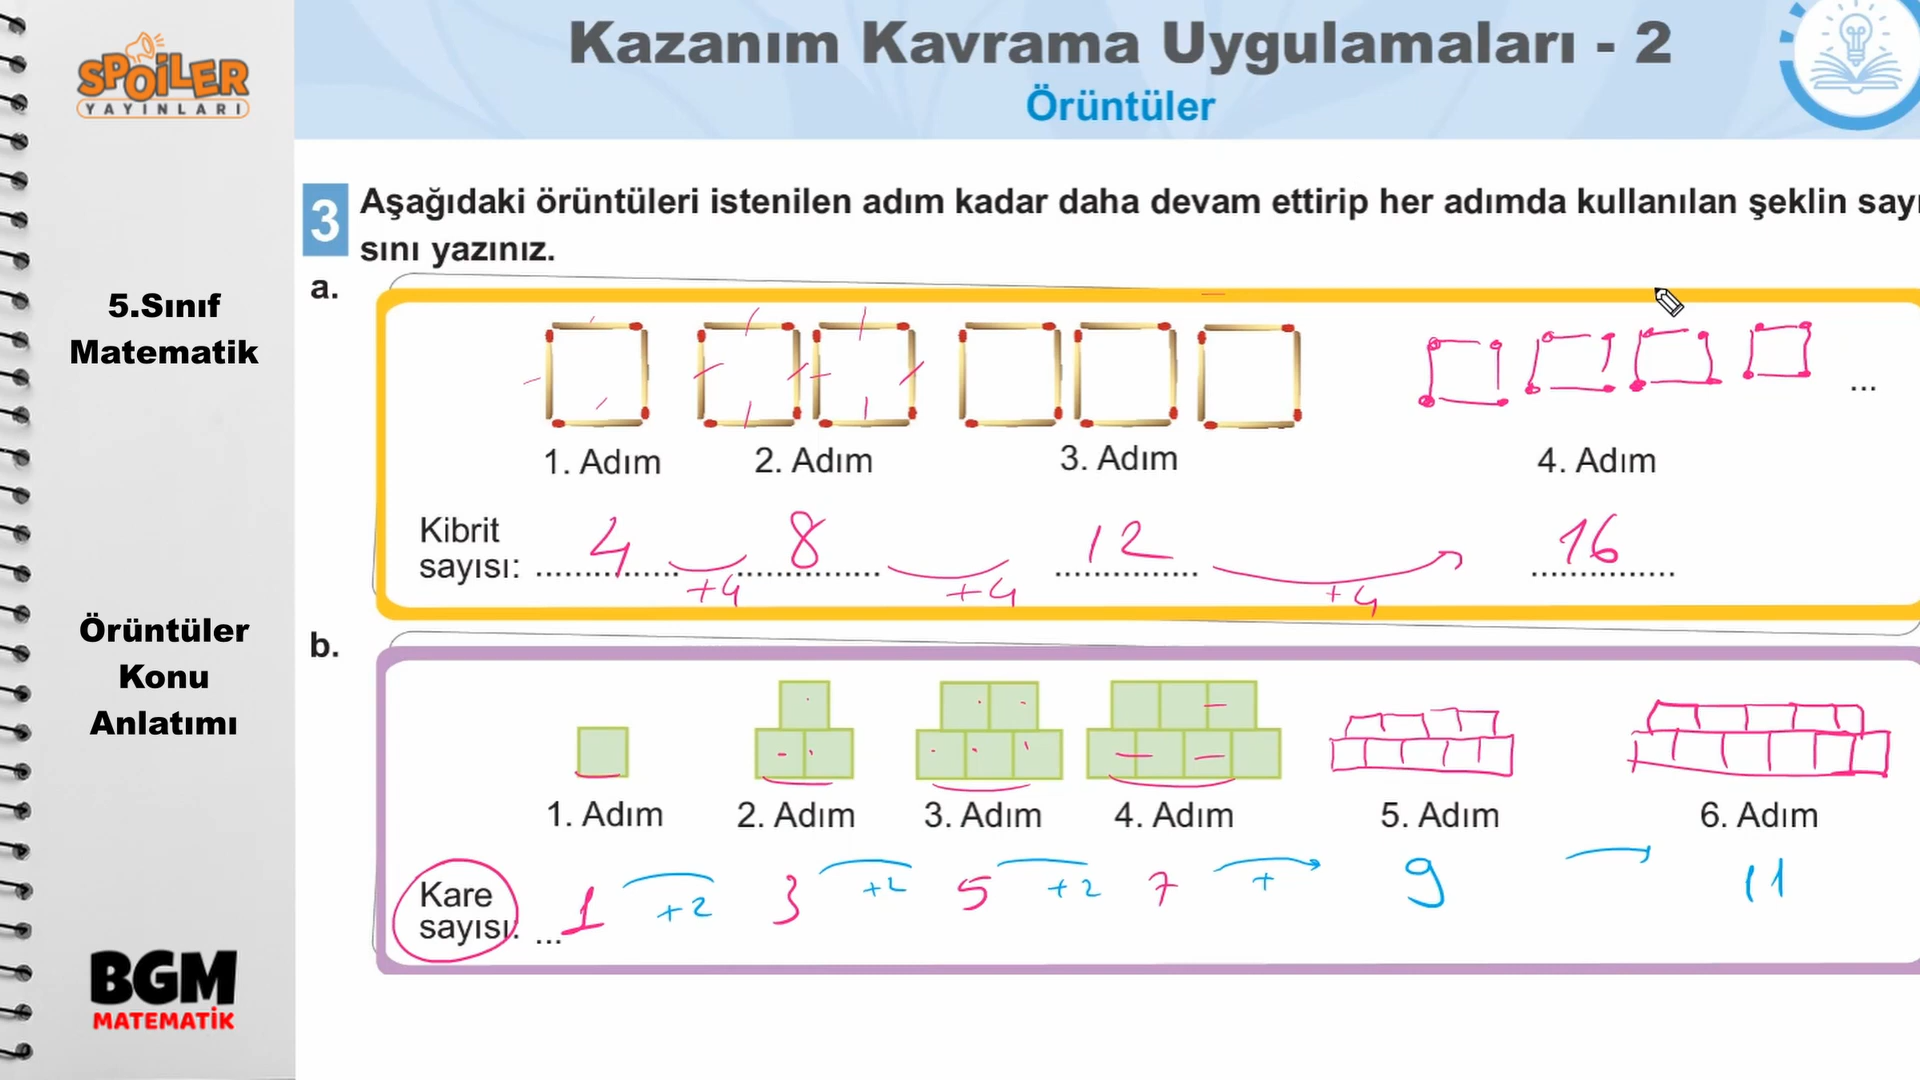 SPOiLER
YAYINLARI
5.Sınıf
Matematik
Örüntüler
Konu
Anlatımı
BGM
MATEMATİK
Kazanım Kavrama Uygulamaları - 2
Örüntüler
3 Aşağıdaki örüntüleri istenilen adım kadar daha devam ettirip her adımda kullanılan şeklin sayı
sını yazınız.
a.
1. Adım 2. Adım 3. Adım 4. Adım ...
Kibrit
sayısı: 4 8 12 16
+4 +4 +4
b.
1. Adım 2. Adım 3. Adım 4. Adım 5. Adım 6. Adım
Kare
sayısı: ... 1 3 5 7 9 11
+2 +2 +2 +